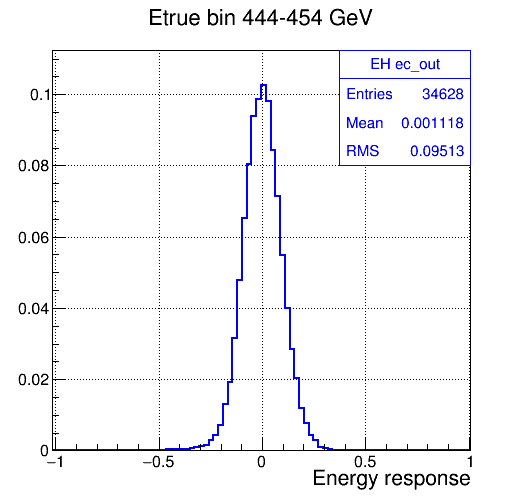 Etrue bin 444-454 GeV
EH ec_out
Entries 34628
Mean 0.001118
RMS 0.09513
0.1
0.08
0.06
0.04
0.02
0
−1 −0.5 0 0.5 1
Energy response